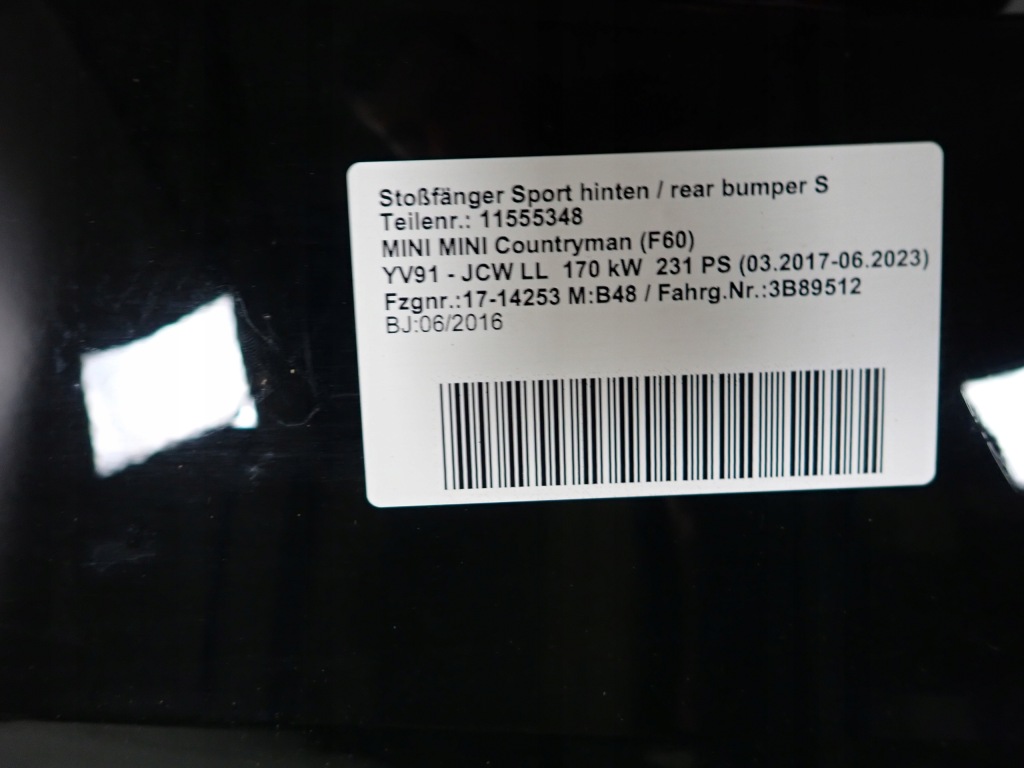 Stoßfänger Sport hinten / rear bumper S
Teilenr.: 11555348
MINI MINI Countryman (F60)
YV91 - JCW LL 170 kW 231 PS (03.2017-06.2023)
Fzgnr.:17-14253 M:B48 / Fahrg.Nr.:3B89512
BJ:06/2016